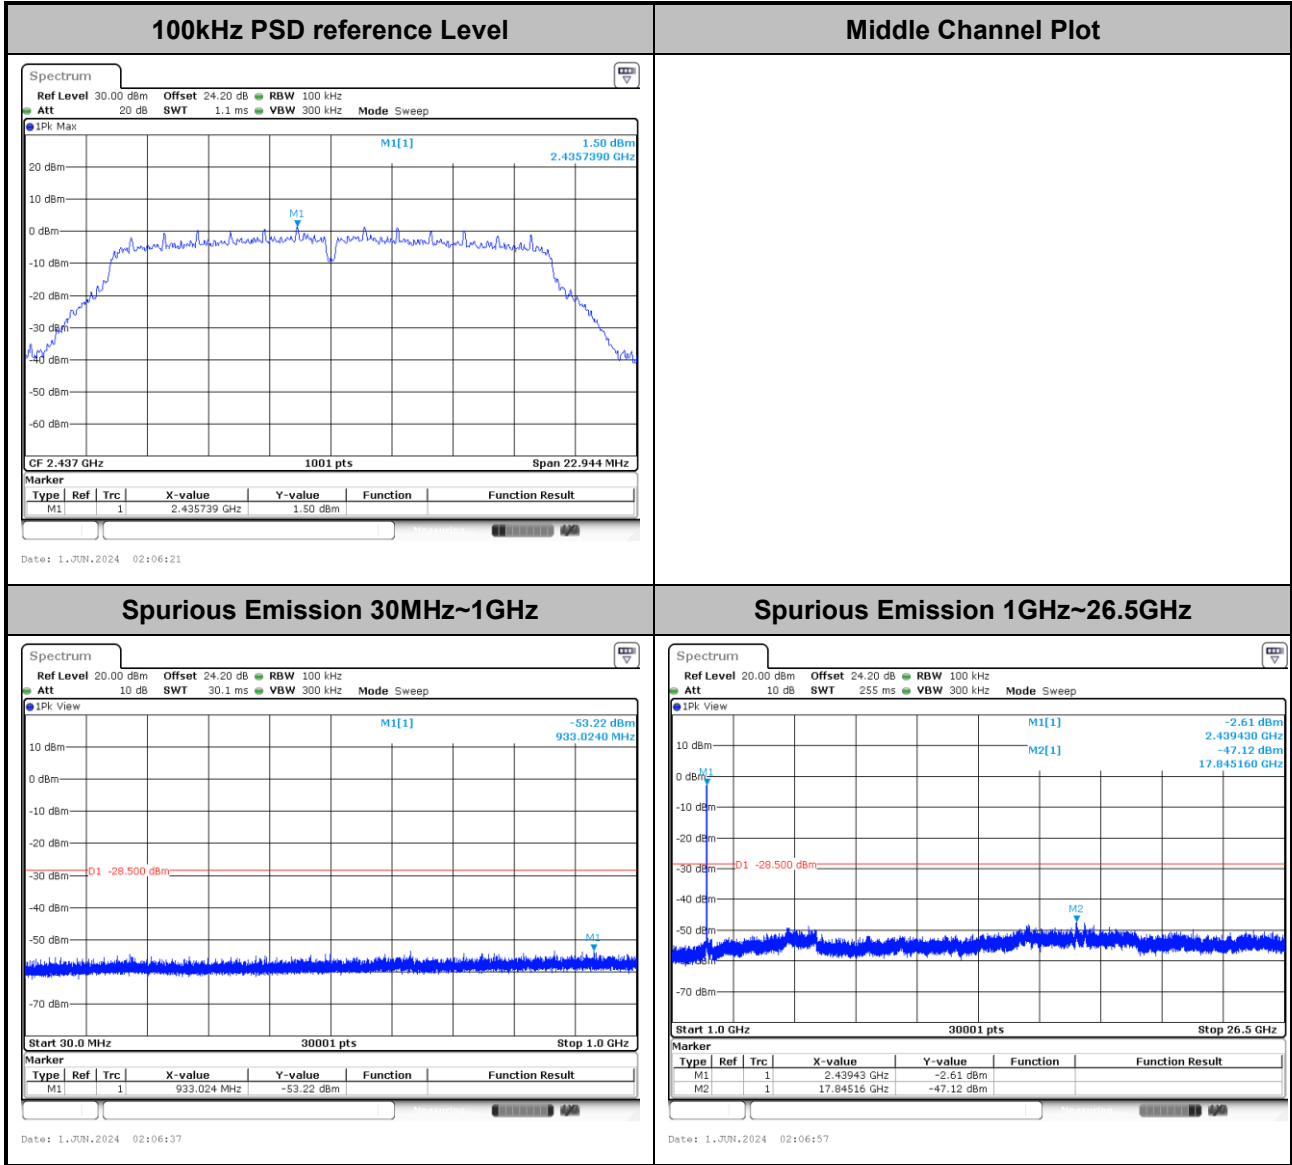 100kHz PSD reference Level
Middle Channel Plot
Spectrum
Ref Level 30.00 dBm Offset 24.20 dB RBW 100 kHz
Att 20 dB SWT 1.1 ms VBW 300 kHz Mode Sweep
1Pk Max
M1[1] 1.50 dBm
2.4357390 GHz
20 dBm
10 dBm
M1
0 dBm
-10 dBm
-20 dBm
-30 dBm
-40 dBm
-50 dBm
-60 dBm
CF 2.437 GHz 1001 pts Span 22.944 MHz
Marker
Type Ref Trc X-value Y-value Function Function Result
M1 1 2.435739 GHz 1.50 dBm
Date: 1.JUN.2024 02:06:21
Spurious Emission 30MHz~1GHz
Spurious Emission 1GHz~26.5GHz
Spectrum
Ref Level 20.00 dBm Offset 24.20 dB RBW 100 kHz
Att 10 dB SWT 30.1 ms VBW 300 kHz Mode Sweep
1Pk View
M1[1] -53.22 dBm
933.0240 MHz
10 dBm
0 dBm
-10 dBm
-20 dBm
D1 -28.500 dBm
-30 dBm
-40 dBm
-50 dBm
M1
-70 dBm
Start 30.0 MHz 30001 pts Stop 1.0 GHz
Marker
Type Ref Trc X-value Y-value Function Function Result
M1 1 933.024 MHz -53.22 dBm
Date: 1.JUN.2024 02:06:37
Spectrum
Ref Level 20.00 dBm Offset 24.20 dB RBW 100 kHz
Att 10 dB SWT 255 ms VBW 300 kHz Mode Sweep
1Pk View
M1[1] -2.61 dBm
2.439430 GHz
10 dBm
M2[1] -47.12 dBm
17.845160 GHz
M1
0 dBm
-10 dBm
-20 dBm
D1 -28.500 dBm
-30 dBm
-40 dBm
M2
-50 dBm
-70 dBm
Start 1.0 GHz 30001 pts Stop 26.5 GHz
Marker
Type Ref Trc X-value Y-value Function Function Result
M1 1 2.43943 GHz -2.61 dBm
M2 1 17.84516 GHz -47.12 dBm
Date: 1.JUN.2024 02:06:57